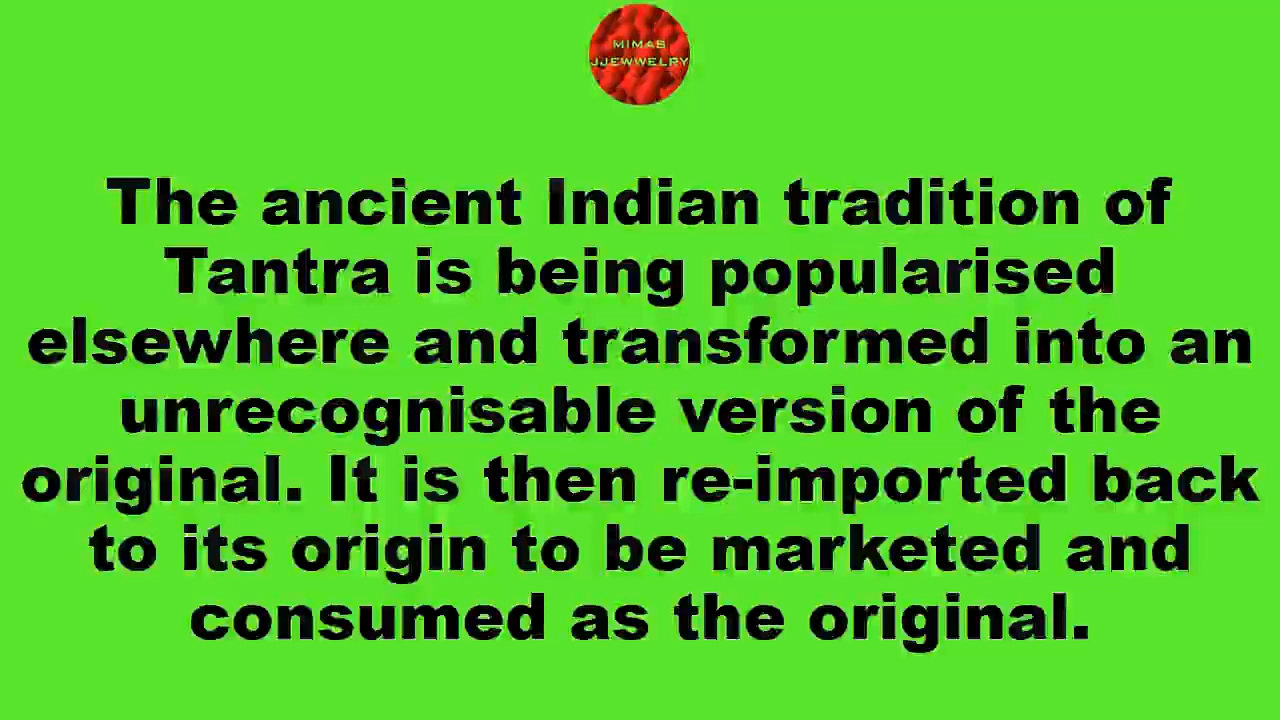 MIMAS
JJEWWELRY
The ancient Indian tradition of
Tantra is being popularised
elsewhere and transformed into an
unrecognisable version of the
original. It is then re-imported back
to its origin to be marketed and
consumed as the original.